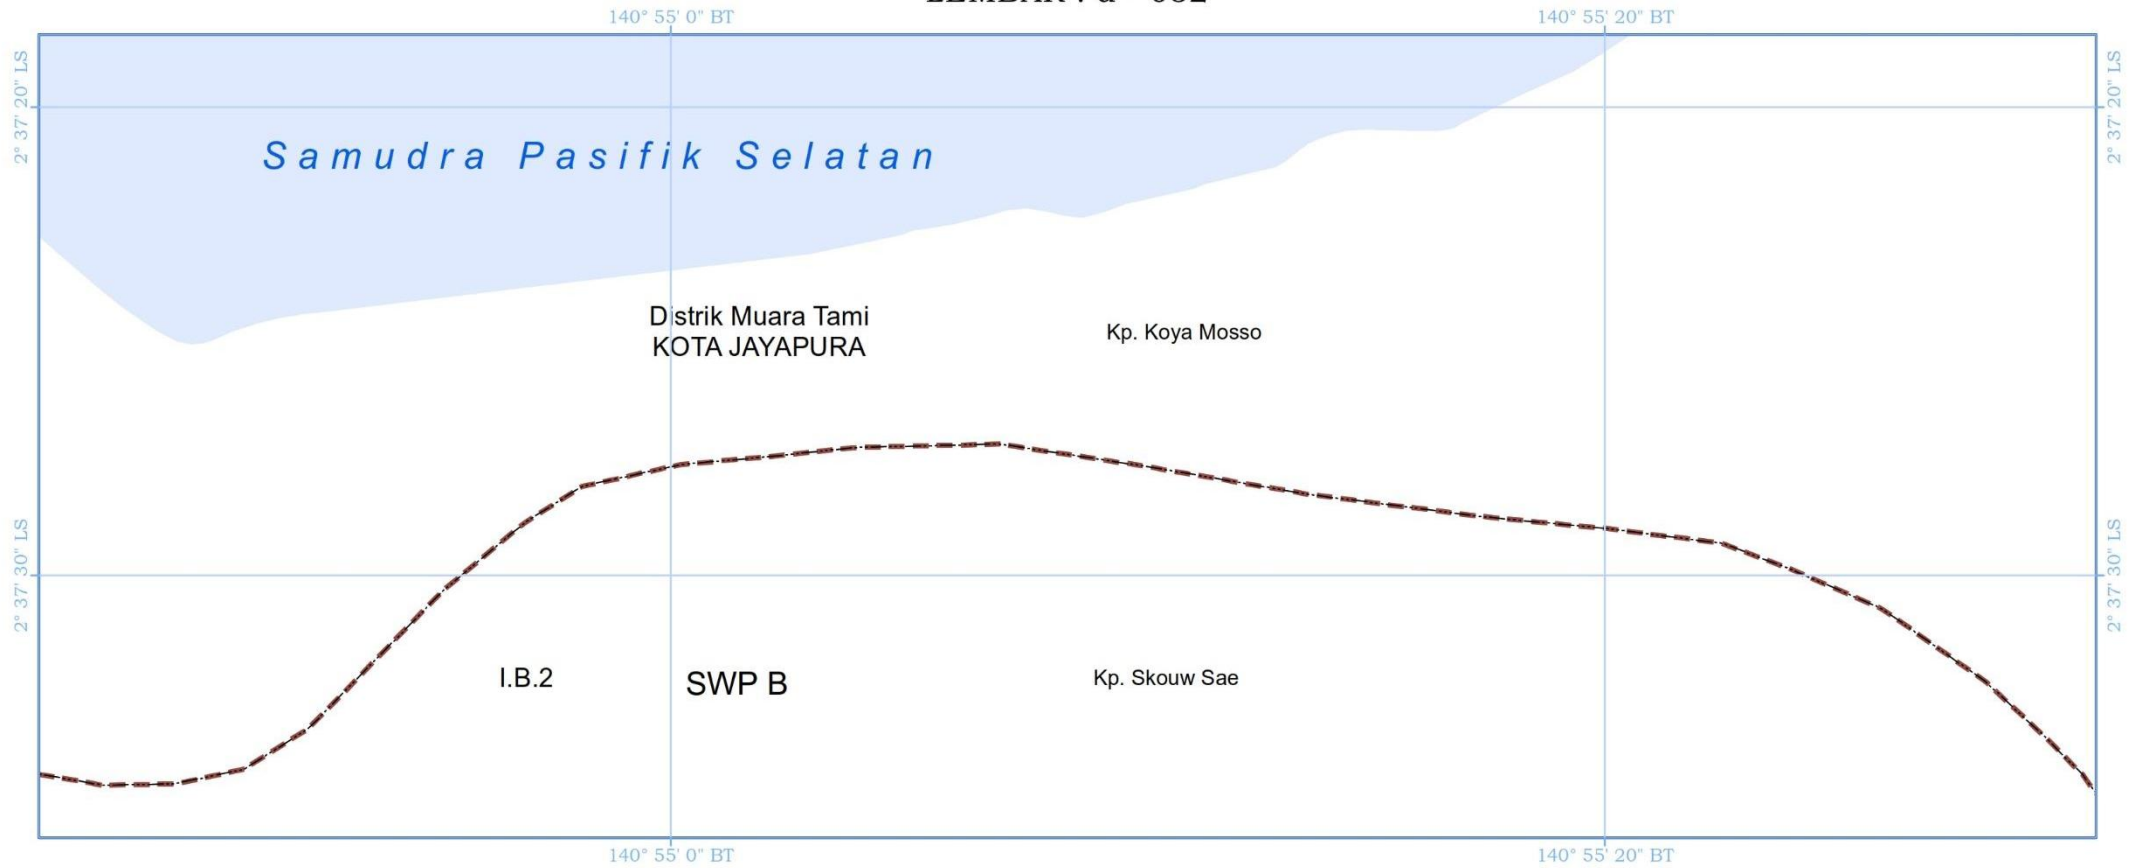 140° 55' 0" BT
140° 55' 20" BT
2° 37' 20" LS
2° 37' 20" LS
Samudra Pasifik Selatan
Distrik Muara Tami
KOTA JAYAPURA
Kp. Koya Mosso
2° 37' 30" LS
2° 37' 30" LS
I.B.2
SWP B
Kp. Skouw Sae
140° 55' 0" BT
140° 55' 20" BT